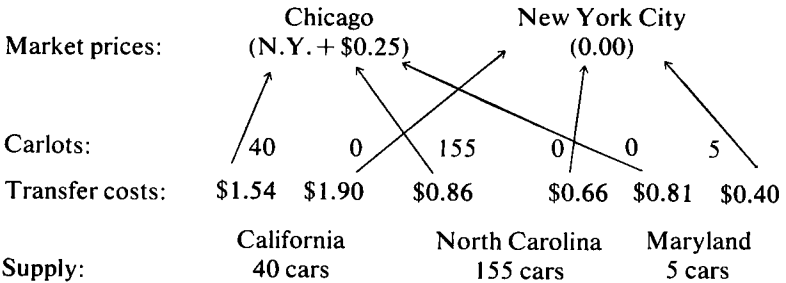 Chicago New York City
Market prices: (N.Y. + $0.25) (0.00)
Carlots: 40 0 155 0 0 5
Transfer costs: $1.54 $1.90 $0.86 $0.66 $0.81 $0.40
California North Carolina Maryland
Supply: 40 cars 155 cars 5 cars